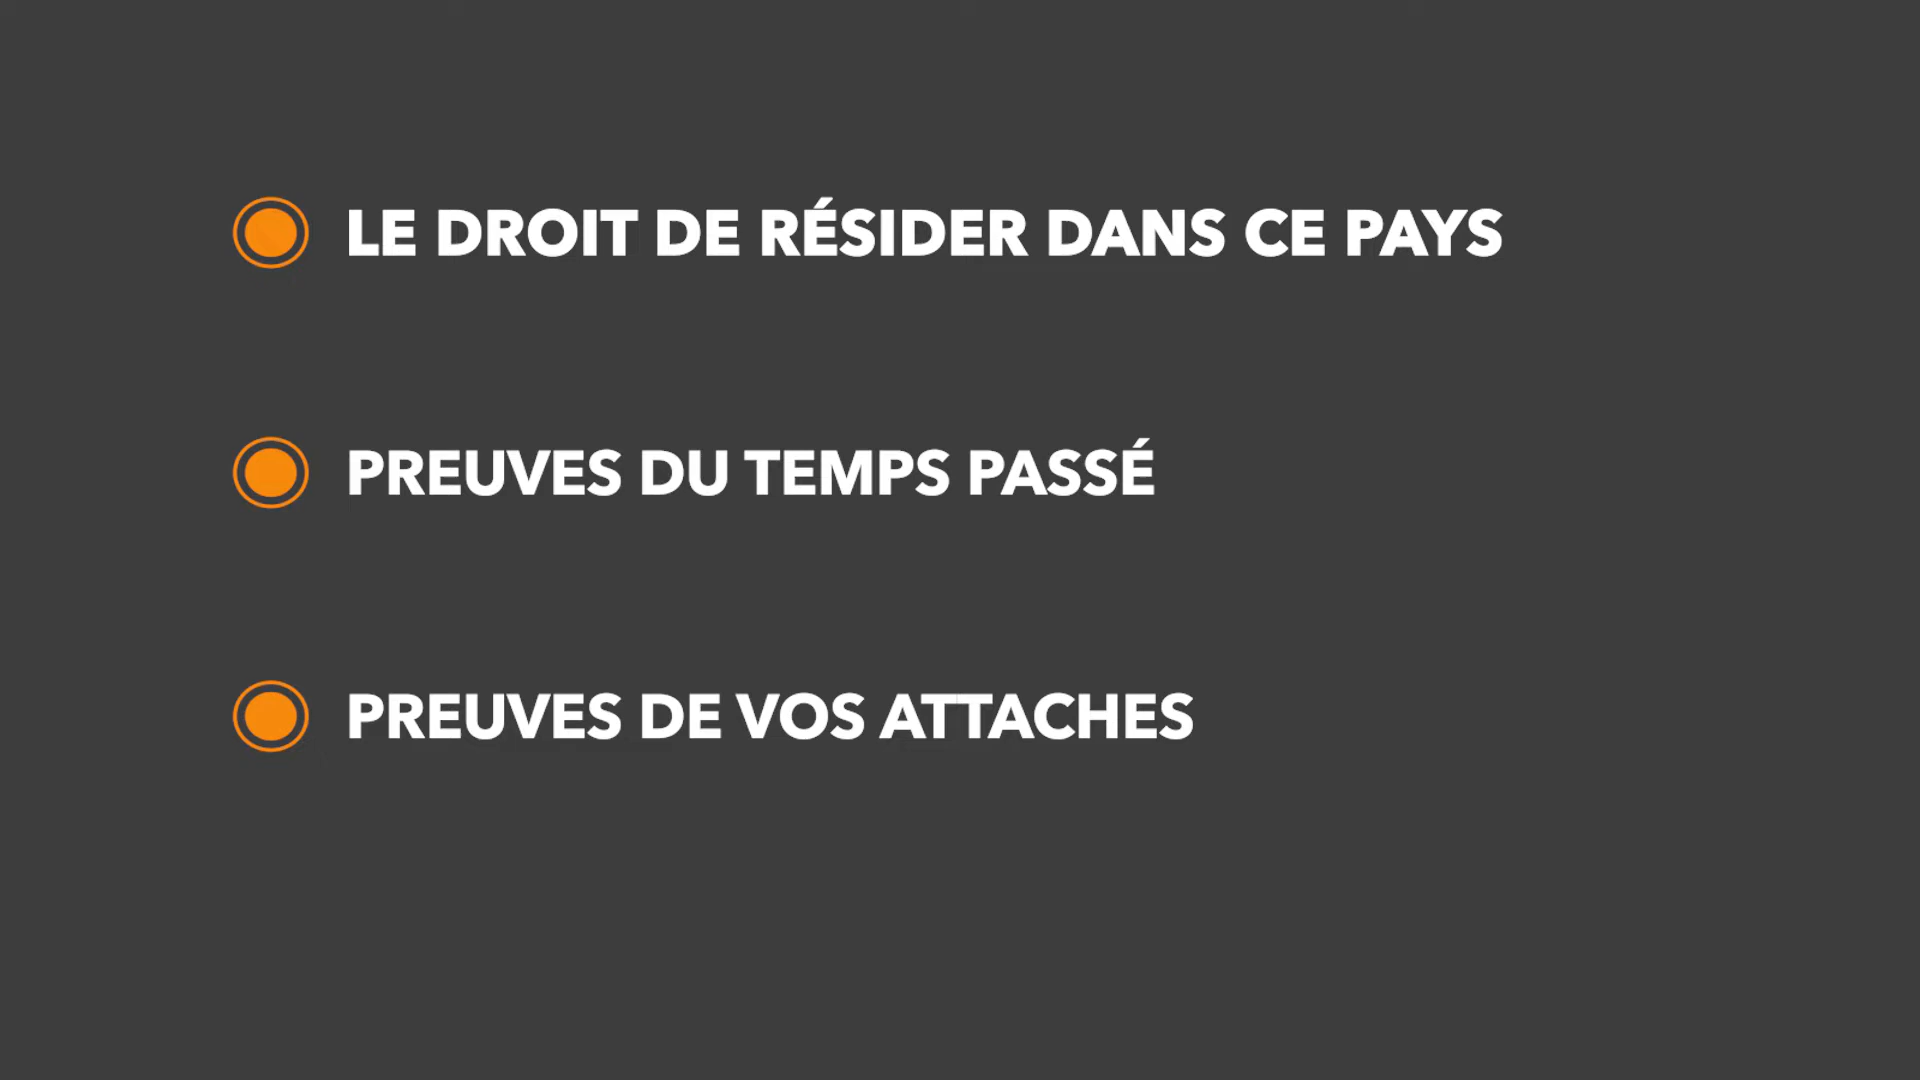 LE DROIT DE RÉSIDER DANS CE PAYS
PREUVES DU TEMPS PASSÉ
PREUVES DE VOS ATTACHES